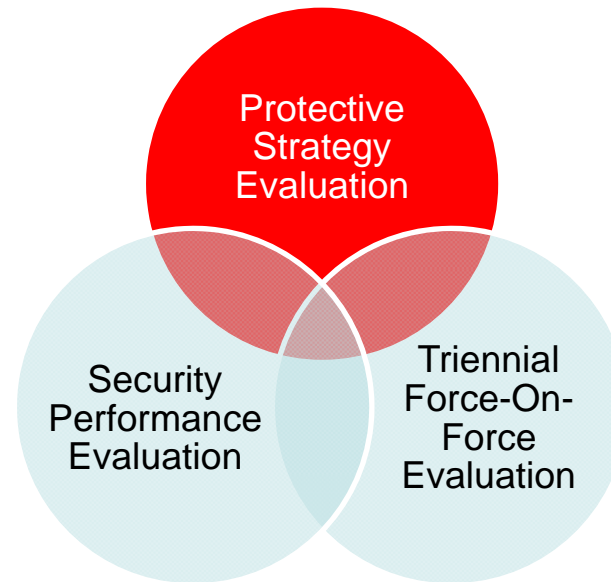 Protective
Strategy
Evaluation
Security
Performance
Evaluation
Triennial
Force-On-
Force
Evaluation